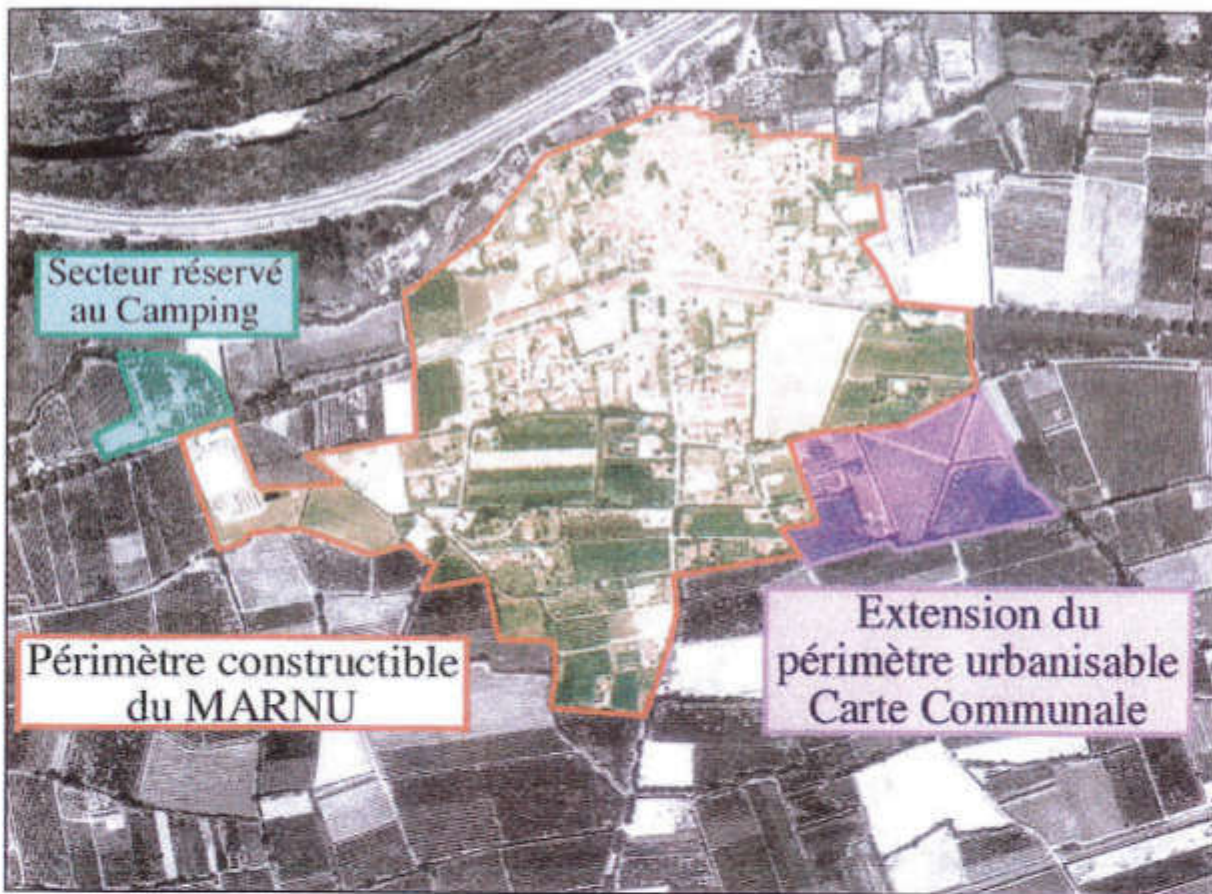 Secteur réservé
au Camping
Périmètre constructible
du MARNU
Extension du
périmètre urbanisable
Carte Communale